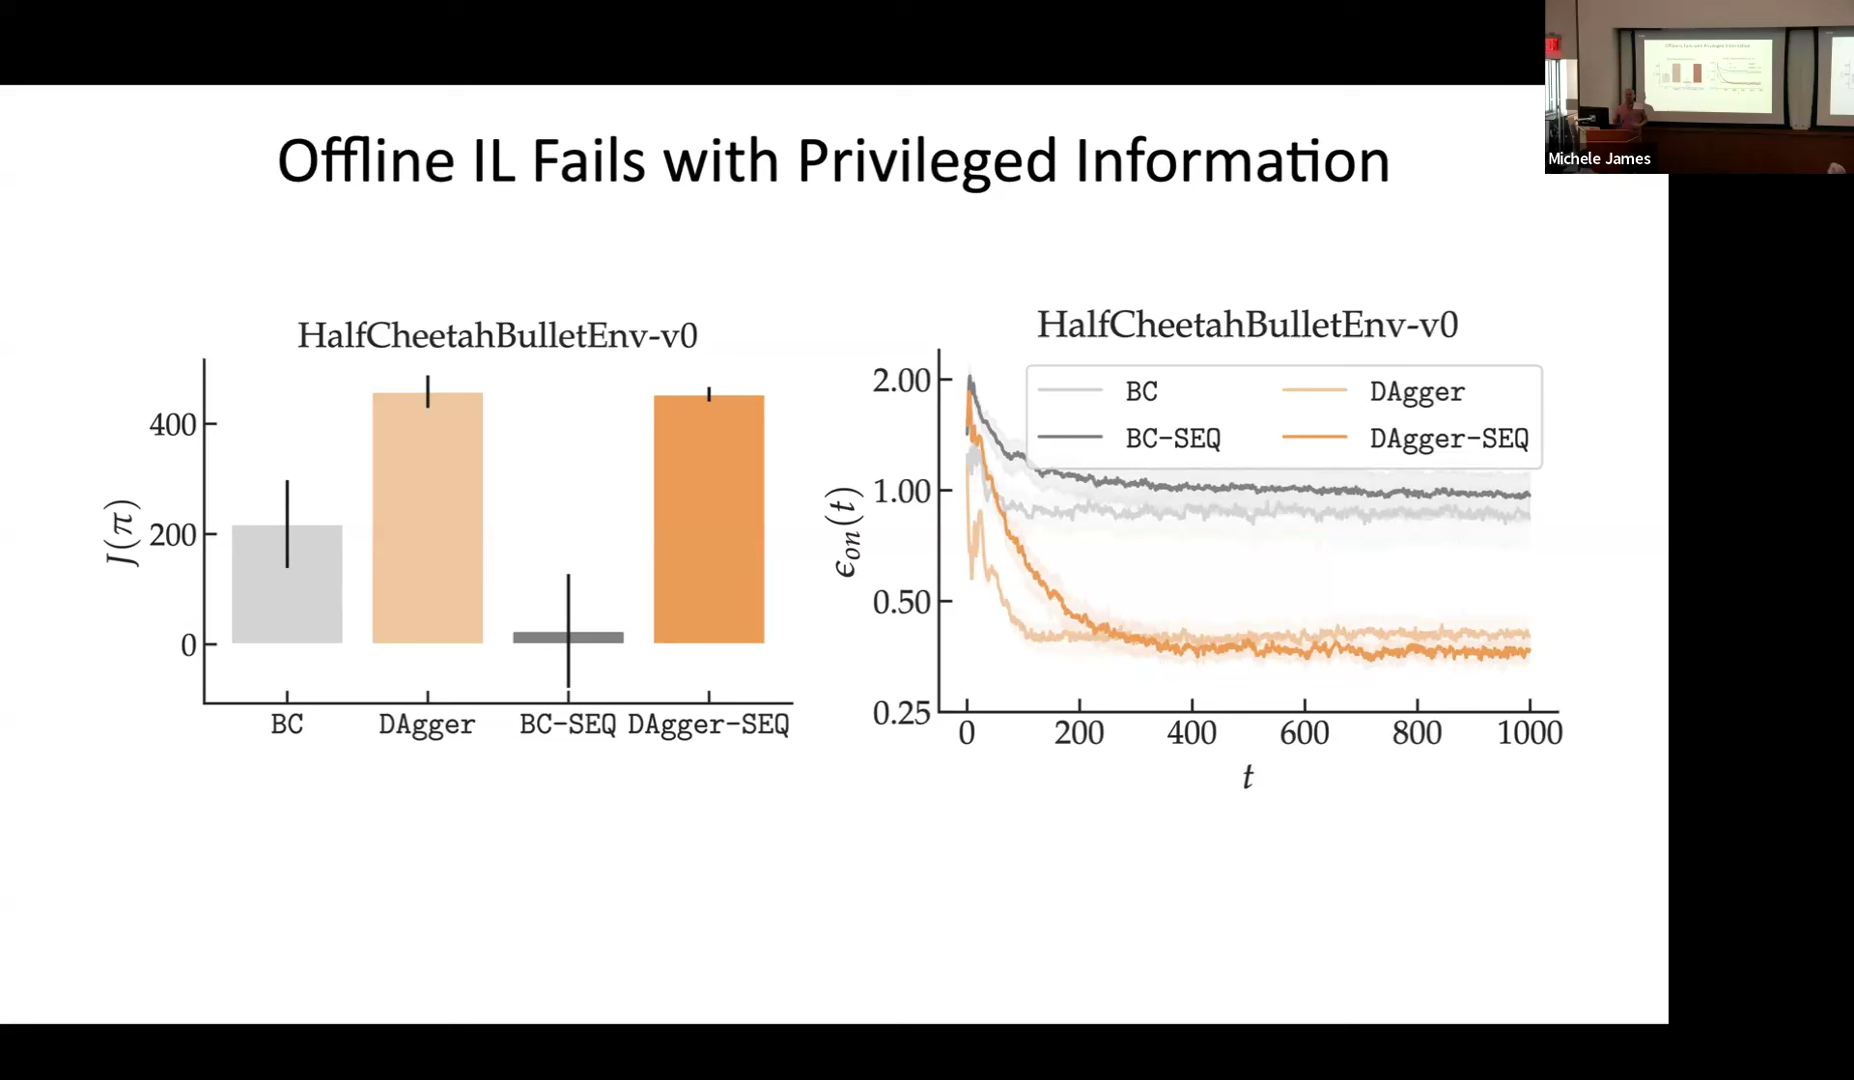 Offline IL Fails with Privileged Information
Michele James
HalfCheetahBulletEnv-v0
J(π)
400
200
0
BC
DAgger
BC-SEQ
DAgger-SEQ
HalfCheetahBulletEnv-v0
BC
DAgger
BC-SEQ
DAgger-SEQ
ϵon(t)
2.00
1.00
0.50
0.25
0
200
400
600
800
1000
t